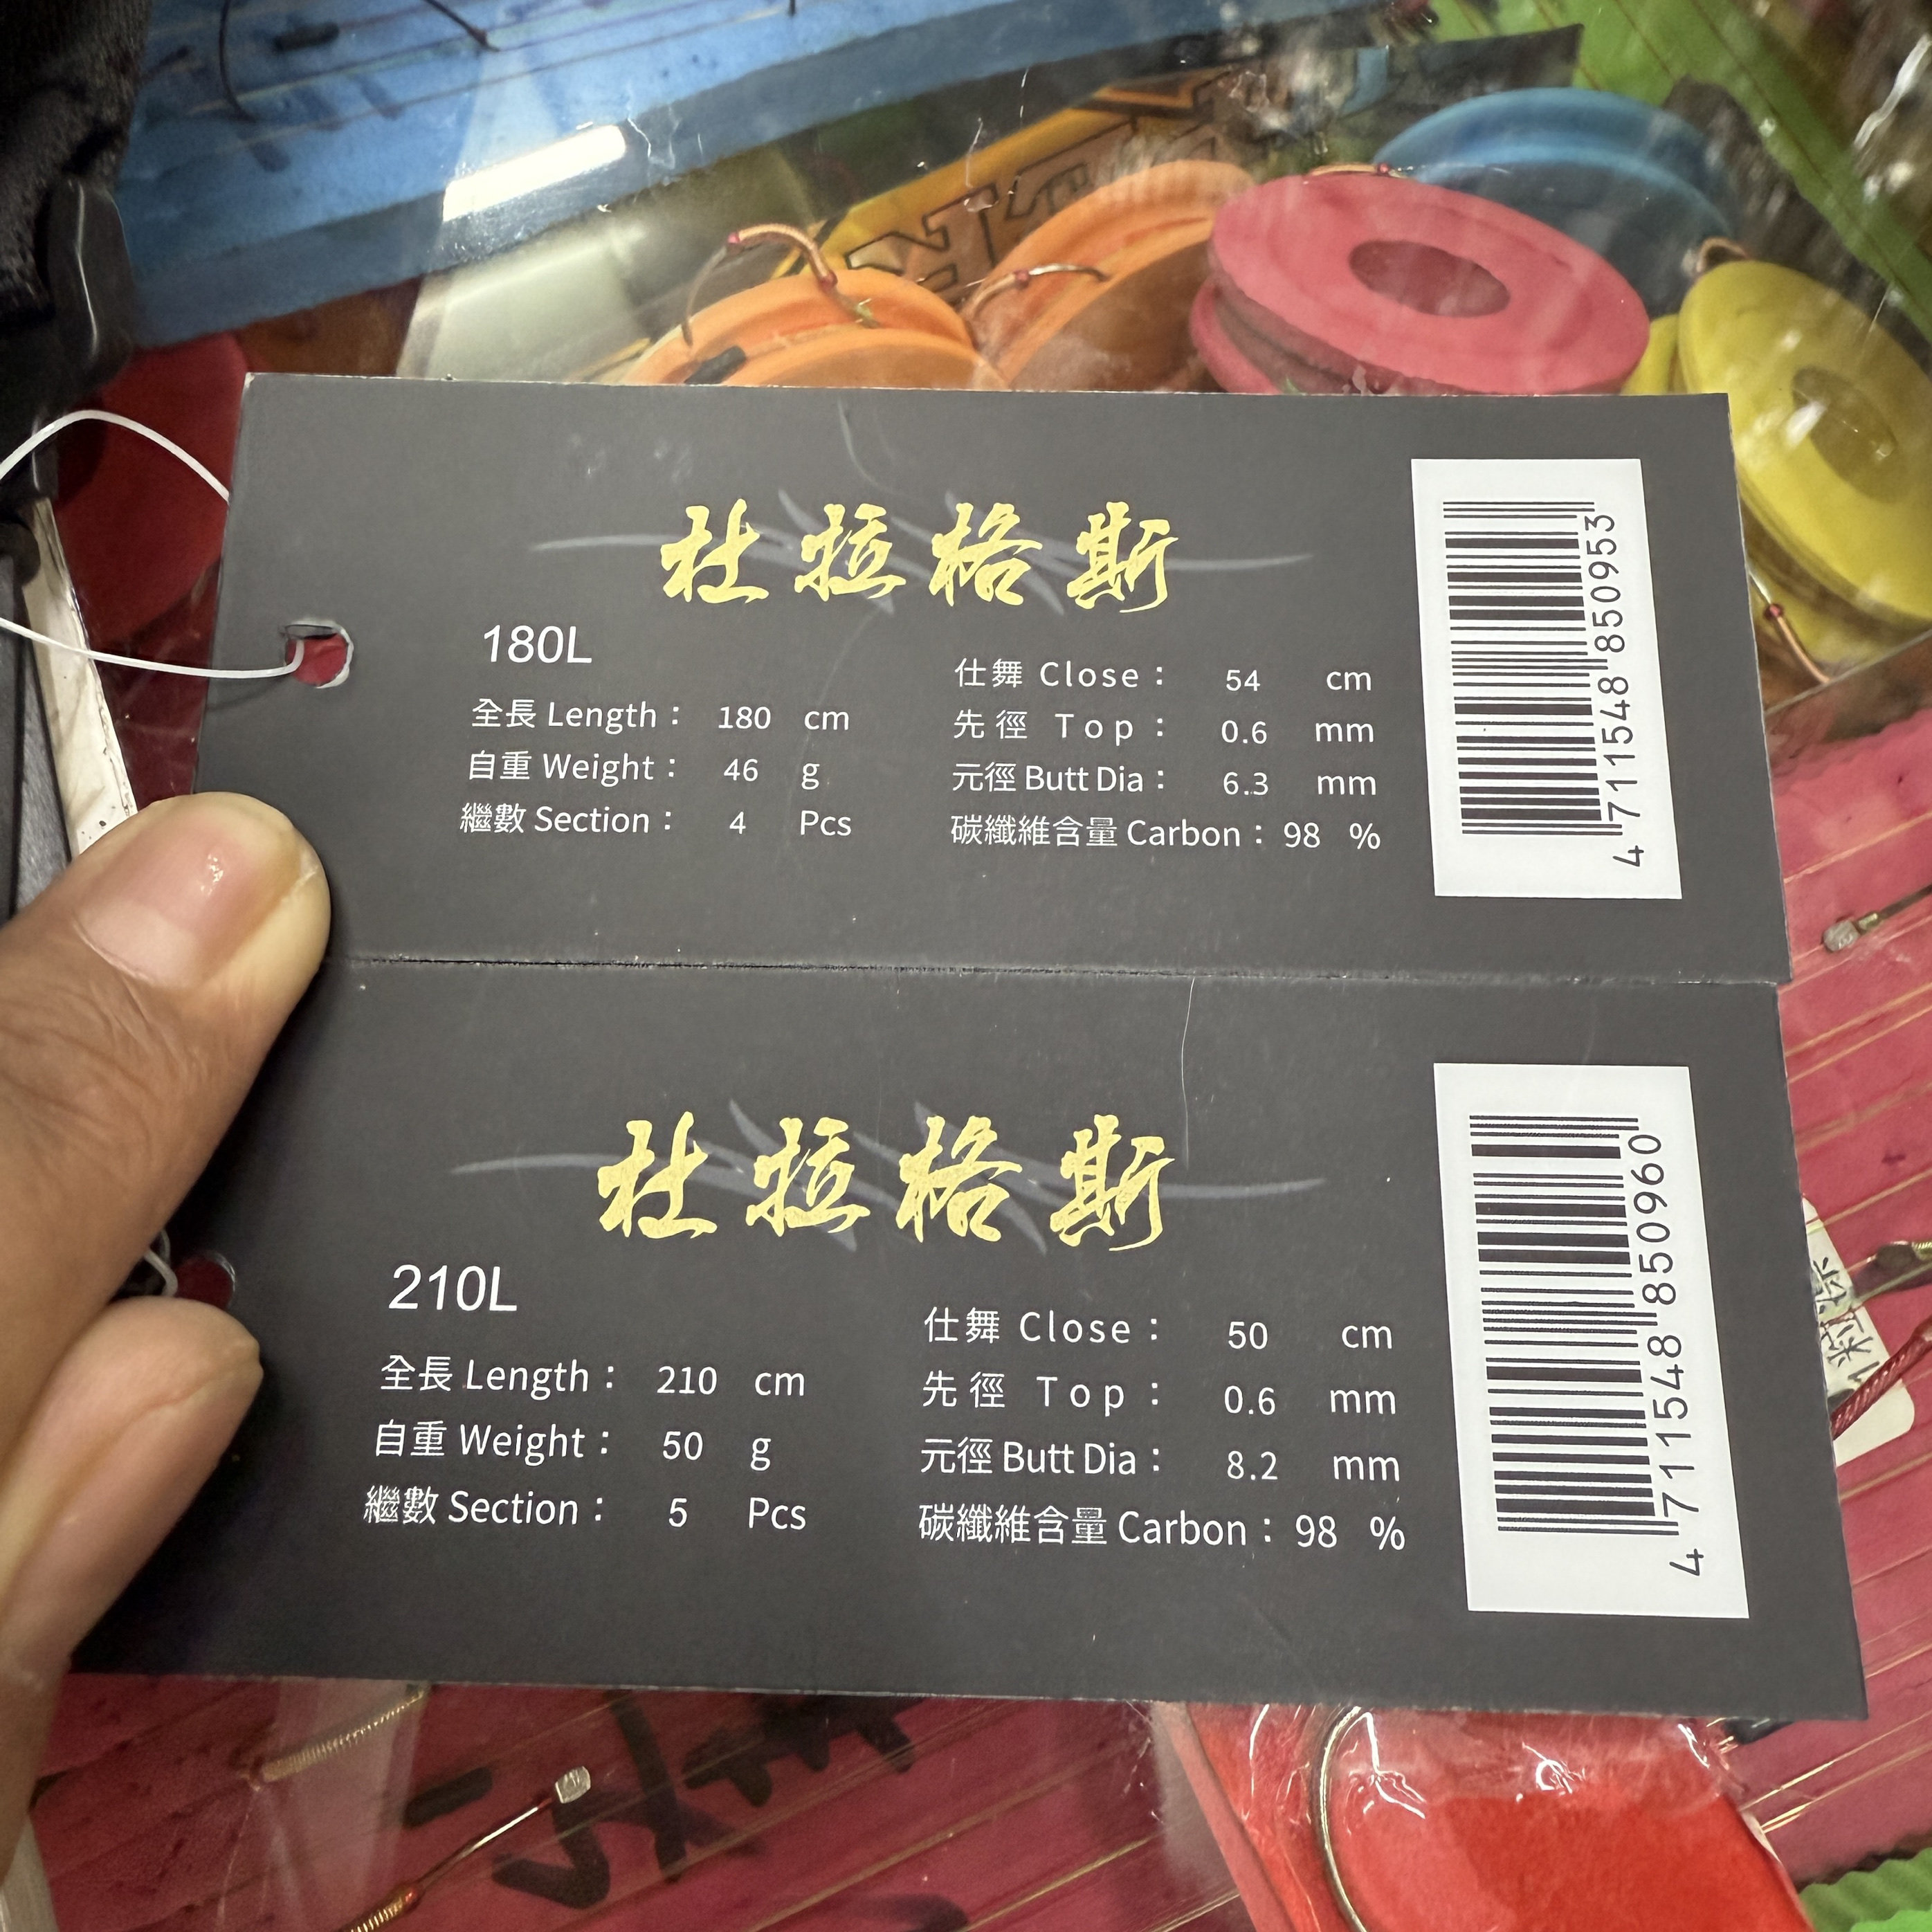 杜拉格斯
180L
全長 Length： 180 cm
自重 Weight： 46 g
繼數 Section： 4 Pcs
仕舞 Close： 54 cm
先徑 Top： 0.6 mm
元徑 Butt Dia： 6.3 mm
碳纖維含量 Carbon： 98 %
4 711548 850953
杜拉格斯
210L
全長 Length： 210 cm
自重 Weight： 50 g
繼數 Section： 5 Pcs
仕舞 Close： 50 cm
先徑 Top： 0.6 mm
元徑 Butt Dia： 8.2 mm
碳纖維含量 Carbon： 98 %
4 711548 850960